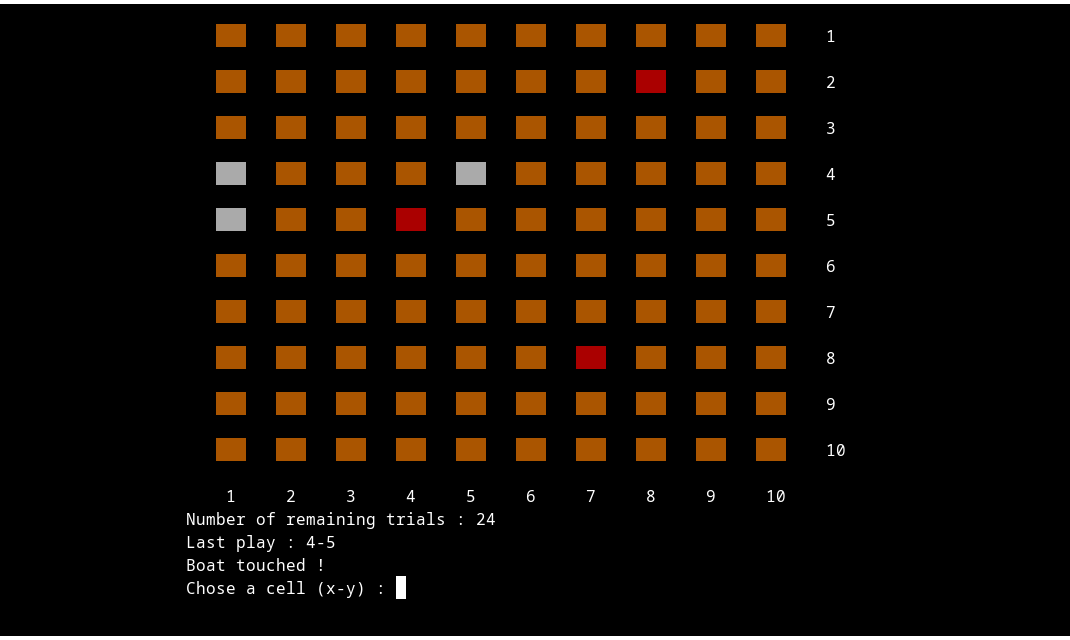 1
2
3
4
5
6
7
8
9
10
1 2 3 4 5 6 7 8 9 10
Number of remaining trials : 24
Last play : 4-5
Boat touched !
Chose a cell (x-y) :